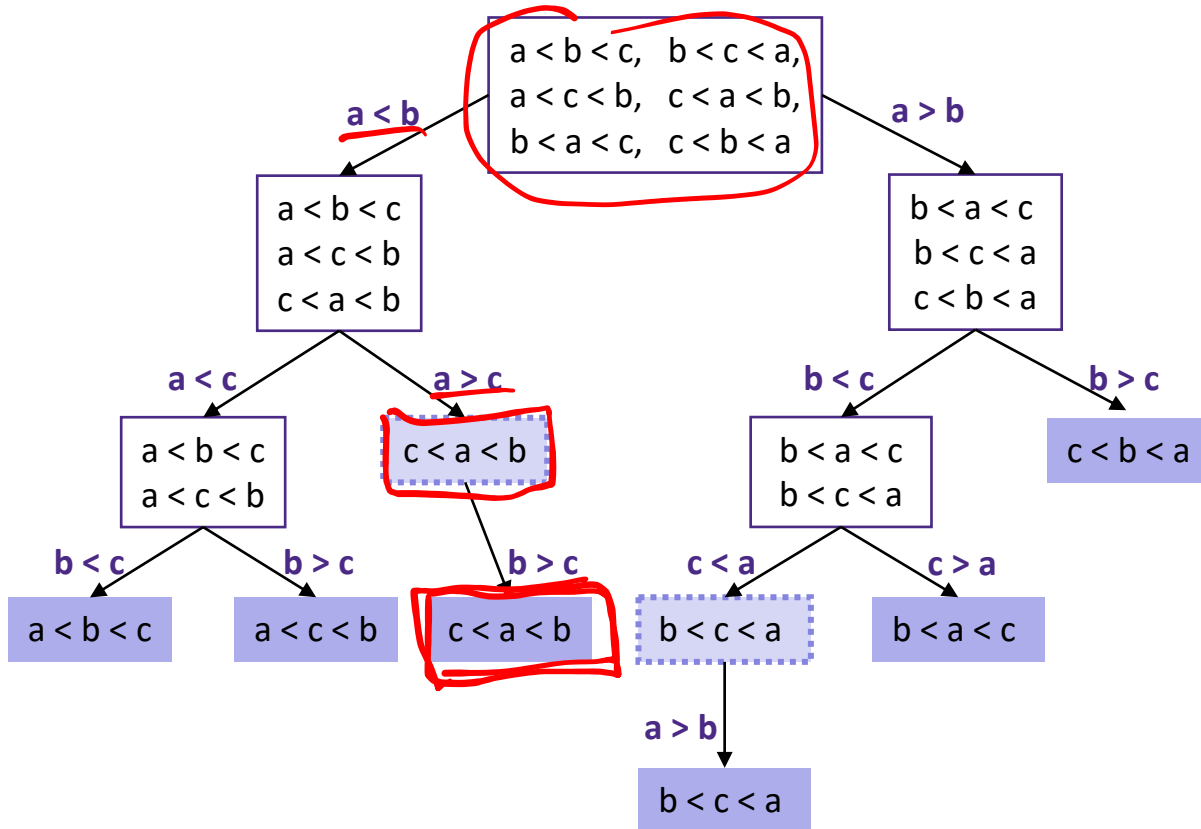 a < b < c,   b < c < a,
a < c < b,   c < a < b,
b < a < c,   c < b < a
a < b
a > b
a < b < c
a < c < b
c < a < b
b < a < c
b < c < a
c < b < a
a < c
a > c
b < c
b > c
a < b < c
a < c < b
c < a < b
b < a < c
b < c < a
c < b < a
b < c
b > c
b > c
c < a
c > a
a < b < c
a < c < b
c < a < b
b < c < a
b < a < c
a > b
b < c < a